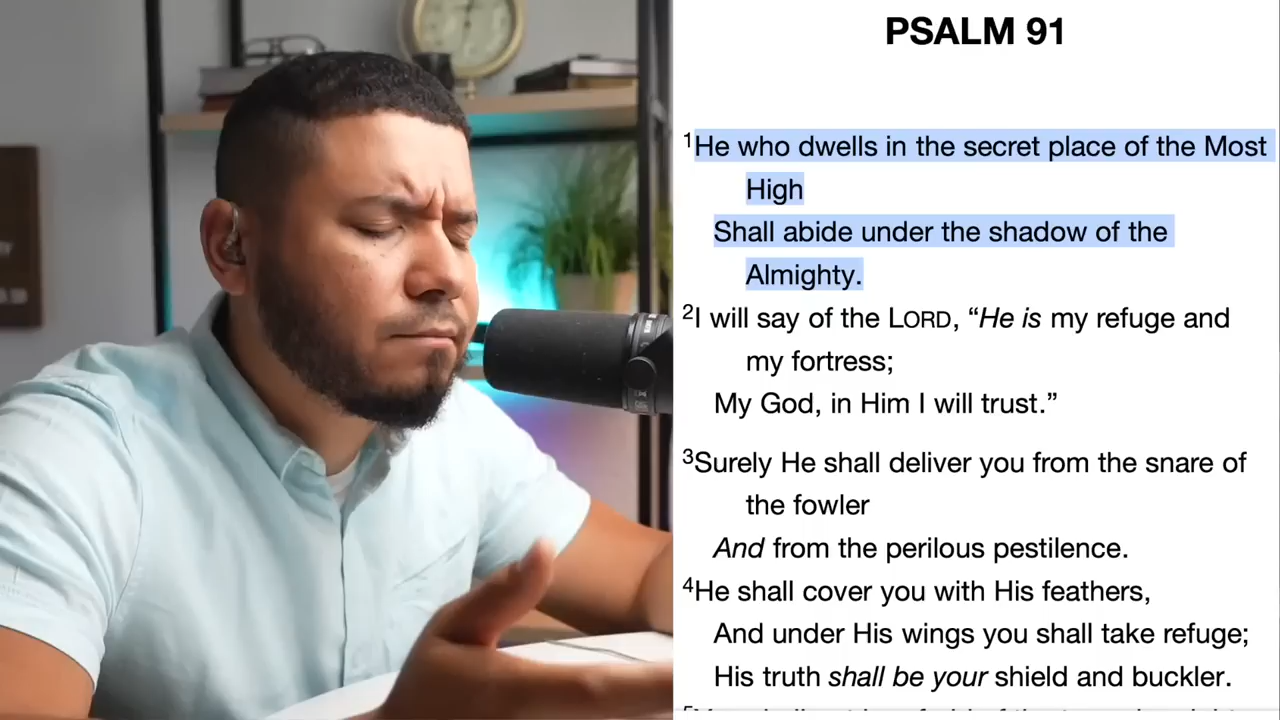 PSALM 91
1He who dwells in the secret place of the Most
High
Shall abide under the shadow of the
Almighty.
2I will say of the LORD, “He is my refuge and
my fortress;
My God, in Him I will trust.”
3Surely He shall deliver you from the snare of
the fowler
And from the perilous pestilence.
4He shall cover you with His feathers,
And under His wings you shall take refuge;
His truth shall be your shield and buckler.